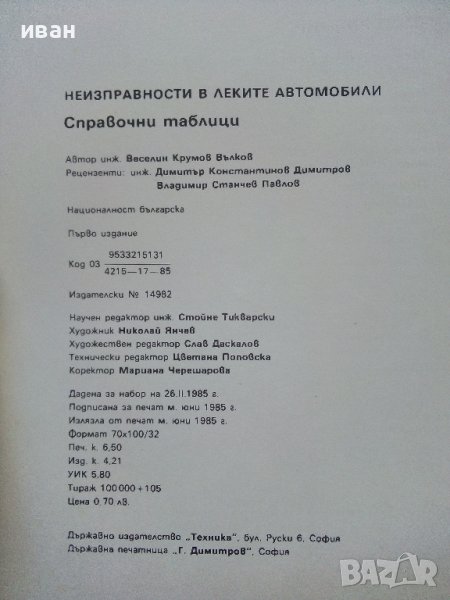 иван
НЕИЗПРАВНОСТИ В ЛЕКИТЕ АВТОМОБИЛИ
Справочни таблици
Автор инж. Веселин Крумов Вълков
Рецензенти: инж. Димитър Константинов Димитров
Владимир Станчев Павлов
Националност българска
Първо издание
Код 03 9533215131
4215—17—85
Издателски № 14982
Научен редактор инж. Стойне Тикварски
Художник Николай Янчев
Художествен редактор Слав Даскалов
Технически редактор Цветана Поповска
Коректор Мариана Черешарова
Дадена за набор на 26.II.1985 г.
Подписана за печат м. юни 1985 г.
Излязла от печат м. юни 1985 г.
Формат 70x100/32
Печ. к. 6,50
Изд. к. 4,21
УИК 5,80
Тираж 100 000 + 105
Цена 0,70 лв.
Държавно издателство „Техника", бул. Руски 6, София
Държавна печатница „Г. Димитров", София
BAZAR